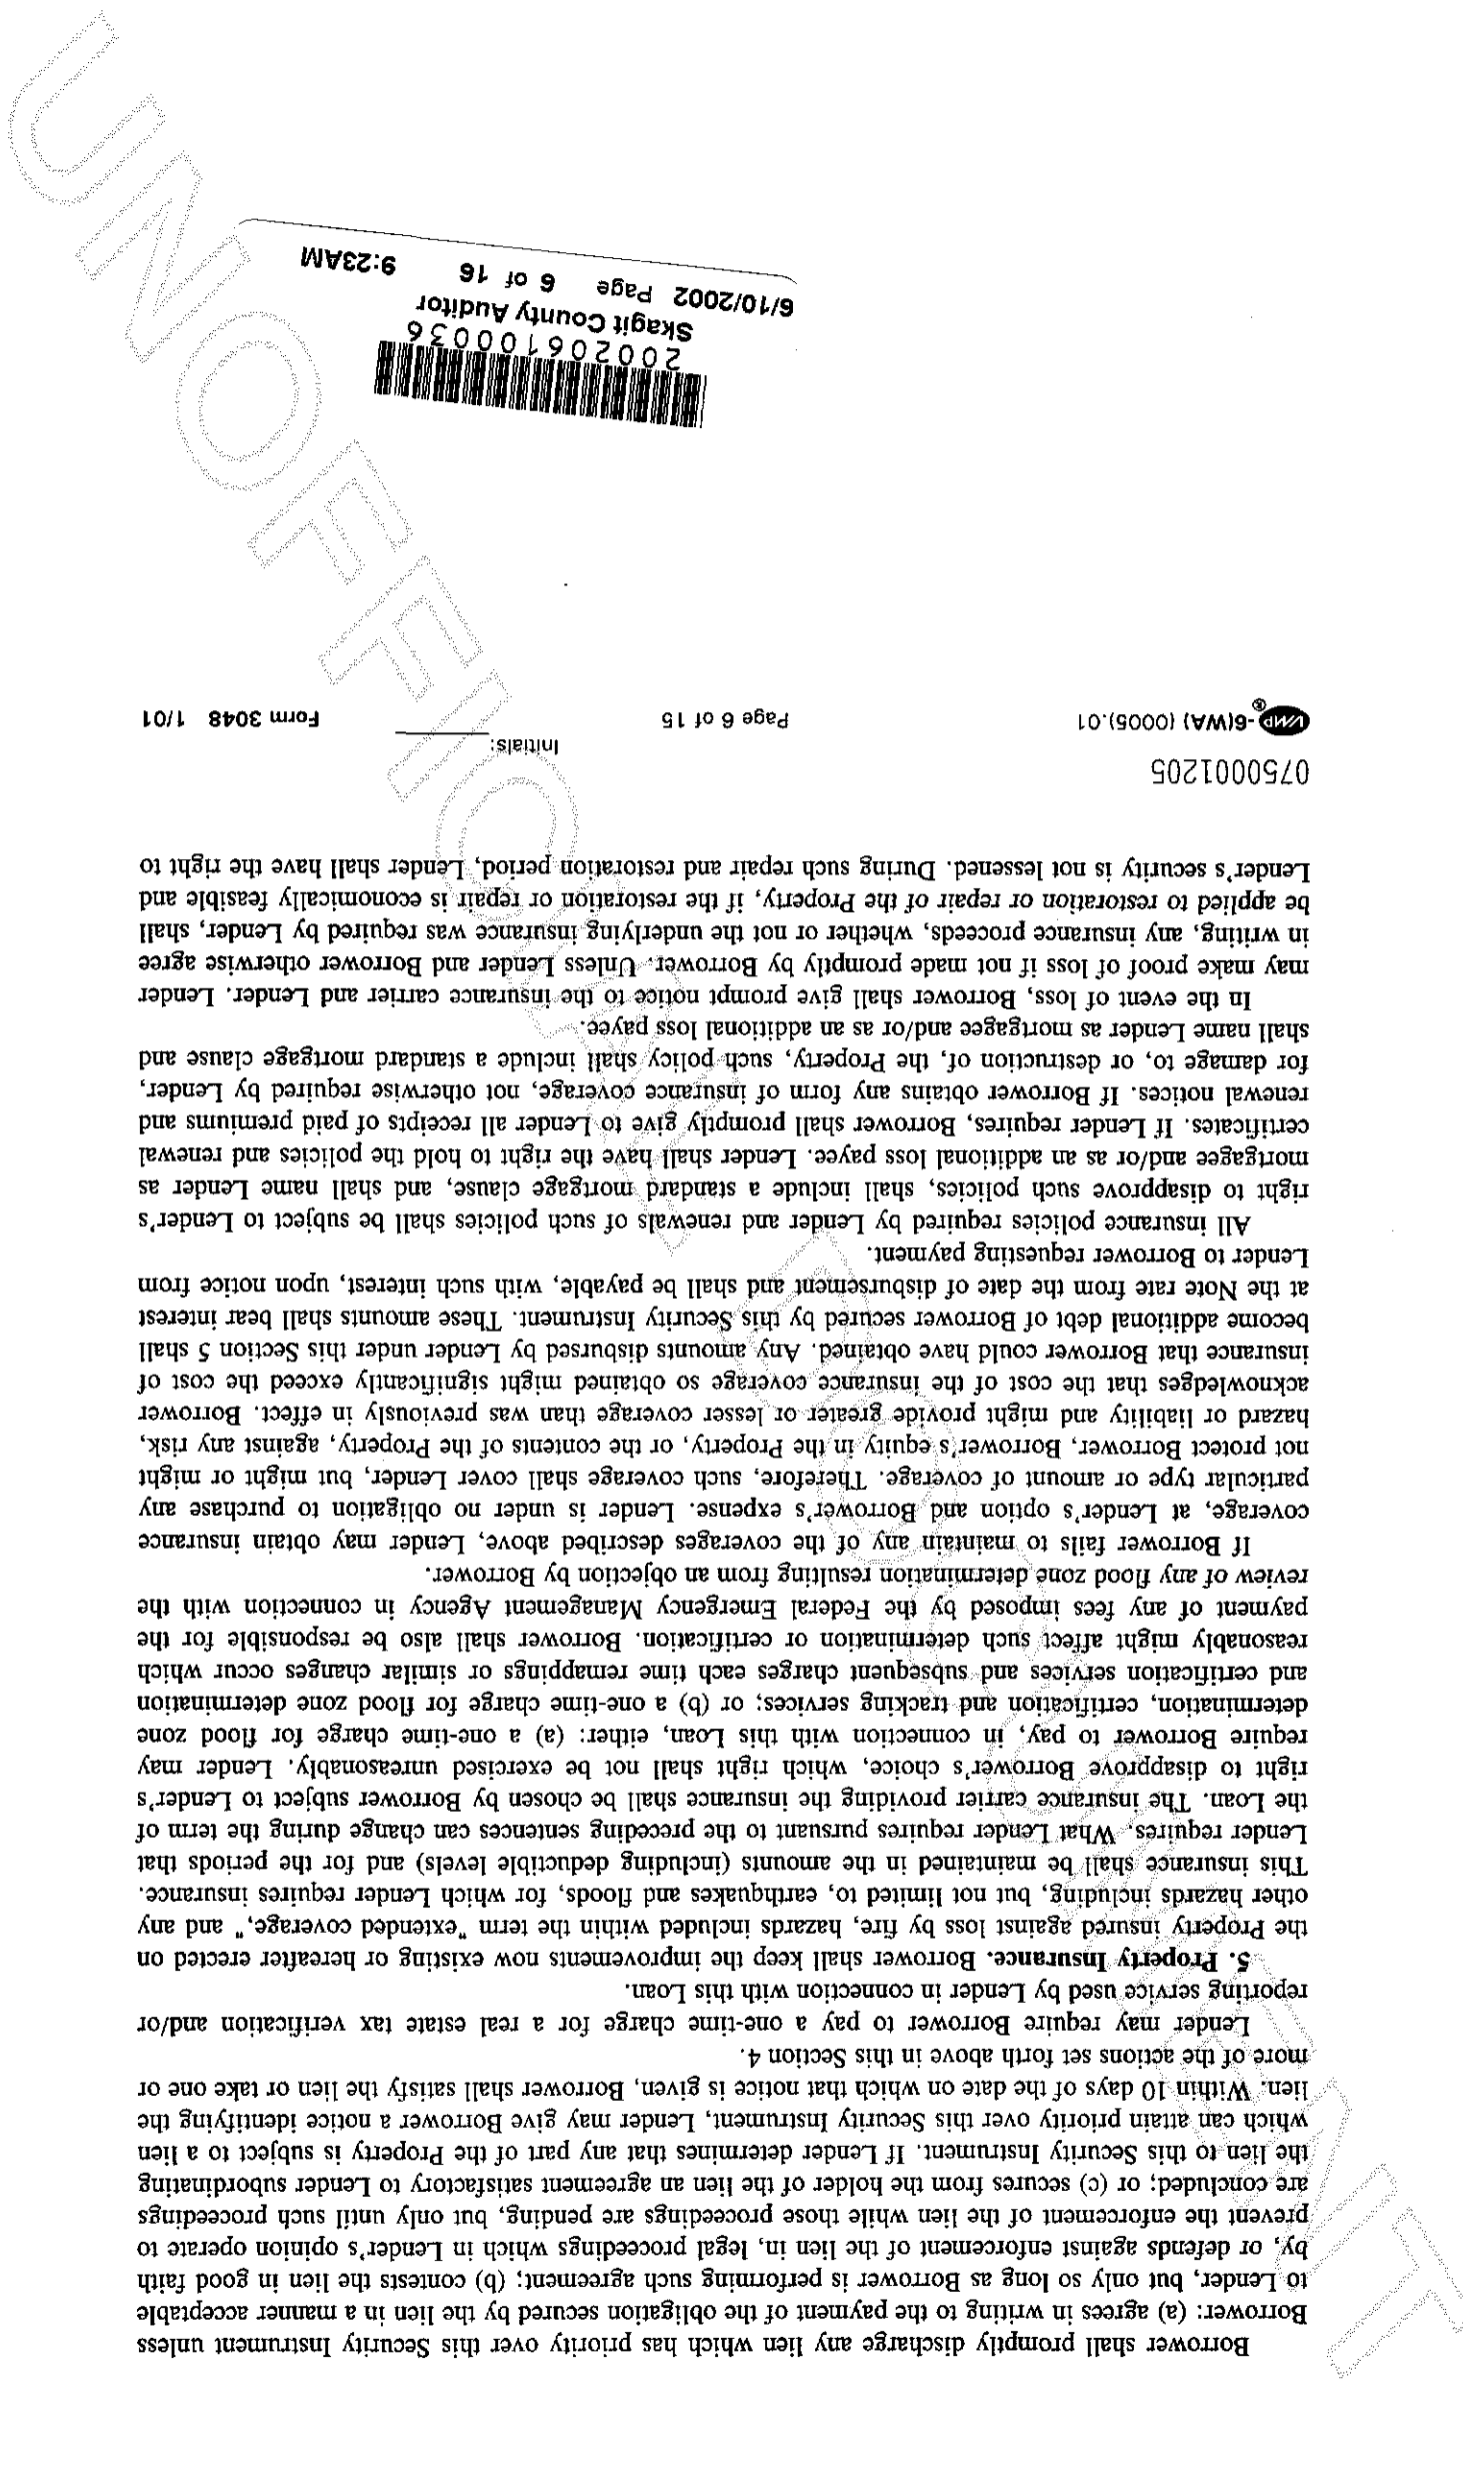 Borrower shall promptly discharge any lien which has priority over this Security Instrument unless
Borrower: (a) agrees in writing to the payment of the obligation secured by the lien in a manner acceptable
to Lender, but only so long as Borrower is performing such agreement; (b) contests the lien in good faith
by, or defends against enforcement of the lien in, legal proceedings which in Lender's opinion operate to
prevent the enforcement of the lien while those proceedings are pending, but only until such proceedings
are concluded; or (c) secures from the holder of the lien an agreement satisfactory to Lender subordinating
the lien to this Security Instrument. If Lender determines that any part of the Property is subject to a lien
which can attain priority over this Security Instrument, Lender may give Borrower a notice identifying the
lien. Within 10 days of the date on which that notice is given, Borrower shall satisfy the lien or take one or
more of the actions set forth above in this Section 4.
Lender may require Borrower to pay a one-time charge for a real estate tax verification and/or
reporting service used by Lender in connection with this Loan.
5. Property Insurance. Borrower shall keep the improvements now existing or hereafter erected on
the Property insured against loss by fire, hazards included within the term "extended coverage," and any
other hazards including, but not limited to, earthquakes and floods, for which Lender requires insurance.
This insurance shall be maintained in the amounts (including deductible levels) and for the periods that
Lender requires. What Lender requires pursuant to the preceding sentences can change during the term of
the Loan. The insurance carrier providing the insurance shall be chosen by Borrower subject to Lender's
right to disapprove Borrower's choice, which right shall not be exercised unreasonably. Lender may
require Borrower to pay, in connection with this Loan, either: (a) a one-time charge for flood zone
determination, certification and tracking services; or (b) a one-time charge for flood zone determination
and certification services and subsequent charges each time remappings or similar changes occur which
reasonably might affect such determination or certification. Borrower shall also be responsible for the
payment of any fees imposed by the Federal Emergency Management Agency in connection with the
review of any flood zone determination resulting from an objection by Borrower.
If Borrower fails to maintain any of the coverages described above, Lender may obtain insurance
coverage, at Lender's option and Borrower's expense. Lender is under no obligation to purchase any
particular type or amount of coverage. Therefore, such coverage shall cover Lender, but might or might
not protect Borrower, Borrower's equity in the Property, or the contents of the Property, against any risk,
hazard or liability and might provide greater or lesser coverage than was previously in effect. Borrower
acknowledges that the cost of the insurance coverage so obtained might significantly exceed the cost of
insurance that Borrower could have obtained. Any amounts disbursed by Lender under this Section 5 shall
become additional debt of Borrower secured by this Security Instrument. These amounts shall bear interest
at the Note rate from the date of disbursement and shall be payable, with such interest, upon notice from
Lender to Borrower requesting payment.
All insurance policies required by Lender and renewals of such policies shall be subject to Lender's
right to disapprove such policies, shall include a standard mortgage clause, and shall name Lender as
mortgagee and/or as an additional loss payee. Lender shall have the right to hold the policies and renewal
certificates. If Lender requires, Borrower shall promptly give to Lender all receipts of paid premiums and
renewal notices. If Borrower obtains any form of insurance coverage, not otherwise required by Lender,
for damage to, or destruction of, the Property, such policy shall include a standard mortgage clause and
shall name Lender as mortgagee and/or as an additional loss payee.
In the event of loss, Borrower shall give prompt notice to the insurance carrier and Lender. Lender
may make proof of loss if not made promptly by Borrower. Unless Lender and Borrower otherwise agree
in writing, any insurance proceeds, whether or not the underlying insurance was required by Lender, shall
be applied to restoration or repair of the Property, if the restoration or repair is economically feasible and
Lender's security is not lessened. During such repair and restoration period, Lender shall have the right to
0750001205
Initials:
VMP®-6(WA) (0005).01 Page 6 of 15 Form 3048 1/01
200206100036
Skagit County Auditor
6/10/2002 Page 6 of 16 9:23AM
UNOFFICIAL DOCUMENT